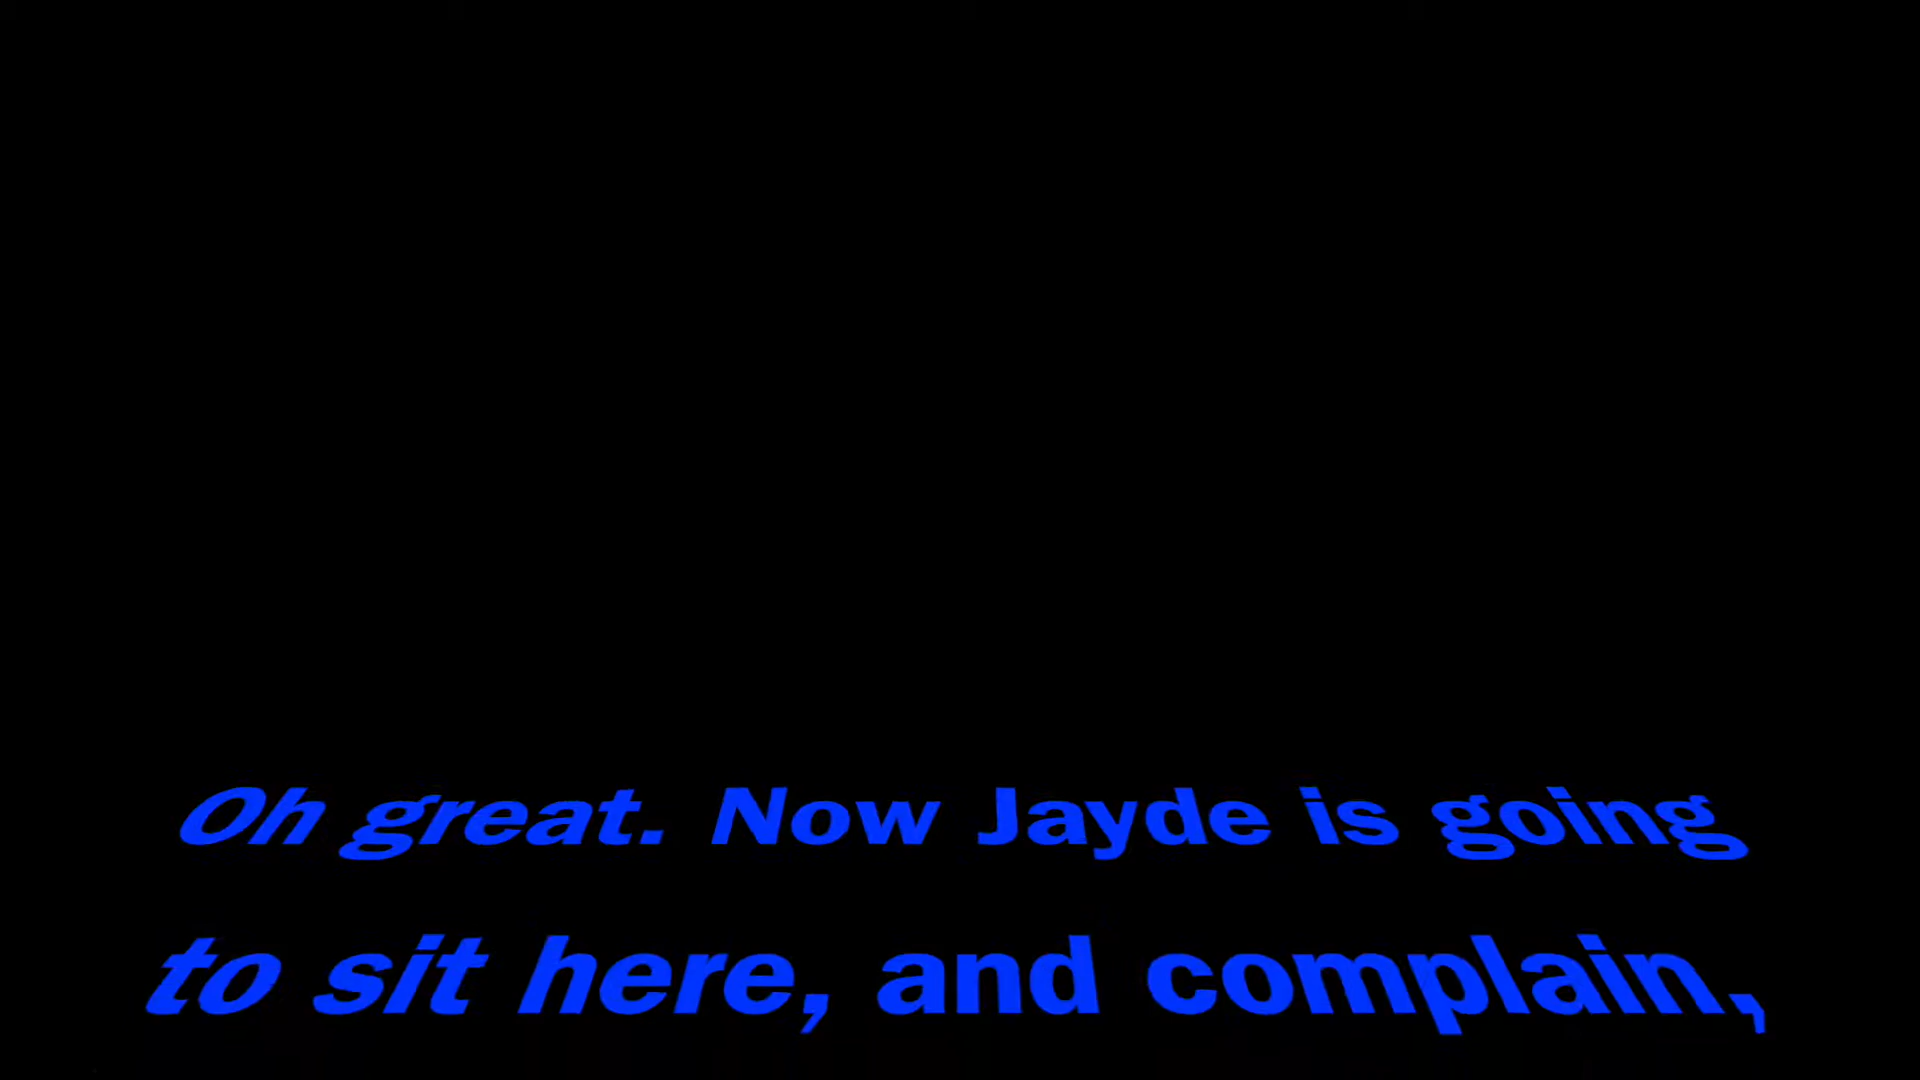 Oh great. Now Jayde is going
to sit here, and complain,